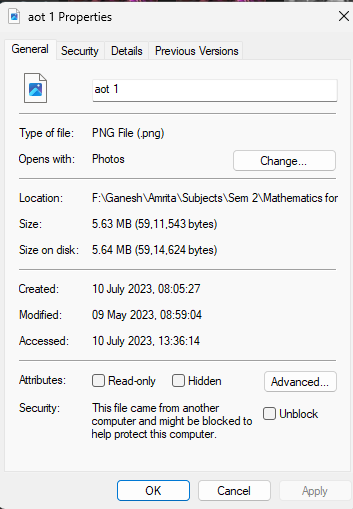 aot 1 Properties
General Security Details Previous Versions
aot 1
Type of file: PNG File (.png)
Opens with: Photos Change...
Location: F:\Ganesh\Amrita\Subjects\Sem 2\Mathematics for
Size: 5.63 MB (59,11,543 bytes)
Size on disk: 5.64 MB (59,14,624 bytes)
Created: 10 July 2023, 08:05:27
Modified: 09 May 2023, 08:59:04
Accessed: 10 July 2023, 13:36:14
Attributes: Read-only Hidden Advanced...
Security: This file came from another
computer and might be blocked to
help protect this computer.
Unblock
OK Cancel Apply